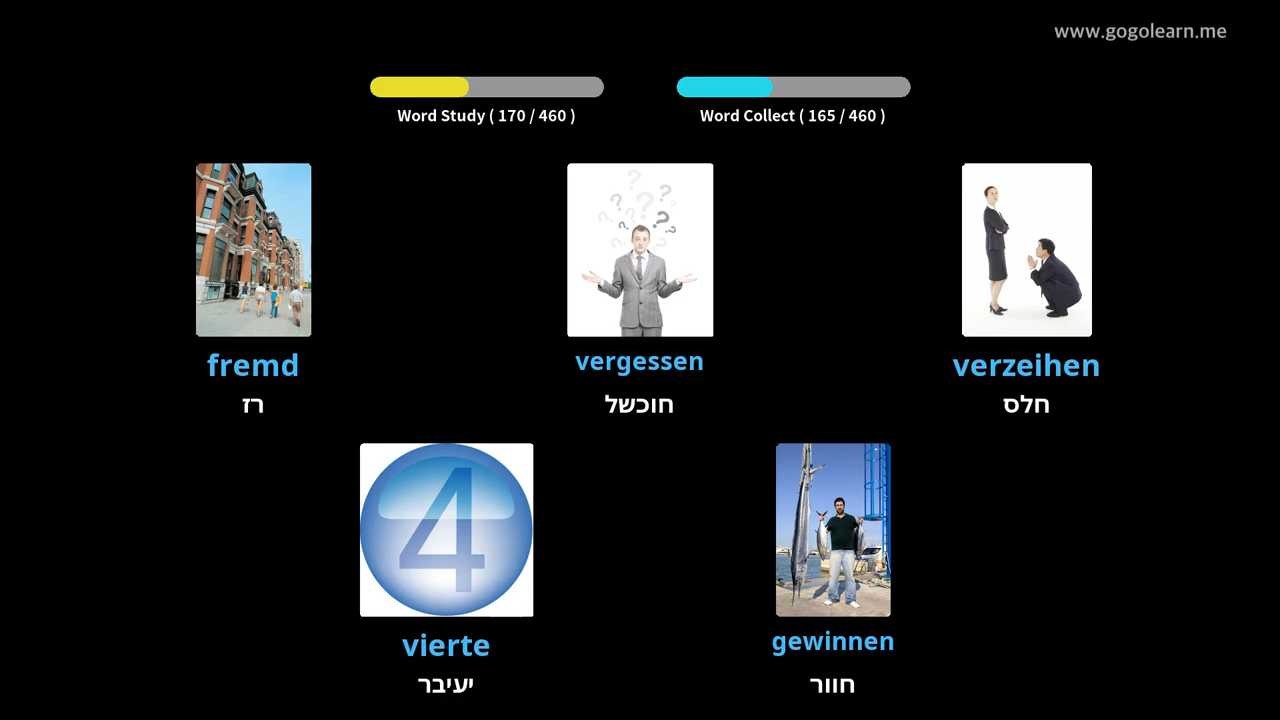 www.gogolearn.me
Word Study ( 170 / 460 )
Word Collect ( 165 / 460 )
fremd
רז
vergessen
חוכשל
verzeihen
חלס
4
vierte
יעיבר
gewinnen
חוור